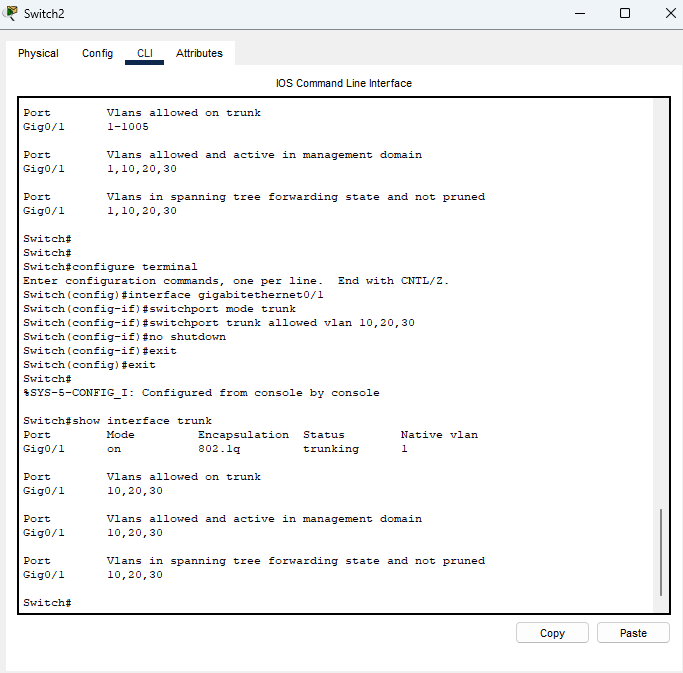 Switch2
Physical Config CLI Attributes
IOS Command Line Interface
Port Vlans allowed on trunk
Gig0/1 1-1005
Port Vlans allowed and active in management domain
Gig0/1 1,10,20,30
Port Vlans in spanning tree forwarding state and not pruned
Gig0/1 1,10,20,30
Switch#
Switch#
Switch#configure terminal
Enter configuration commands, one per line. End with CNTL/Z.
Switch(config)#interface gigabitethernet0/1
Switch(config-if)#switchport mode trunk
Switch(config-if)#switchport trunk allowed vlan 10,20,30
Switch(config-if)#no shutdown
Switch(config-if)#exit
Switch(config)#exit
Switch#
%SYS-5-CONFIG_I: Configured from console by console
Switch#show interface trunk
Port Mode Encapsulation Status Native vlan
Gig0/1 on 802.1q trunking 1
Port Vlans allowed on trunk
Gig0/1 10,20,30
Port Vlans allowed and active in management domain
Gig0/1 10,20,30
Port Vlans in spanning tree forwarding state and not pruned
Gig0/1 10,20,30
Switch#
Copy Paste